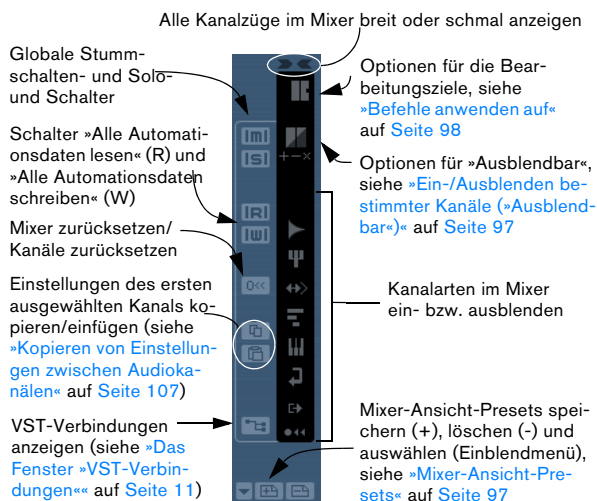 Alle Kanalzüge im Mixer breit oder schmal anzeigen
Globale Stumm-
schalten- und Solo-
und Schalter
Schalter »Alle Automati-
onsdaten lesen« (R) und
»Alle Automationsdaten
schreiben« (W)
Mixer zurücksetzen/
Kanäle zurücksetzen
Einstellungen des ersten
ausgewählten Kanals ko-
pieren/einfügen (siehe
»Kopieren von Einstellun-
gen zwischen Audioka-
nälen« auf Seite 107)
VST-Verbindungen
anzeigen (siehe »Das
Fenster »VST-Verbin-
dungen«« auf Seite 11)
|m|
|S|
|R|
|W|
0<<
+−×
Optionen für die Bear-
beitungsziele, siehe
»Befehle anwenden auf«
auf Seite 98
Optionen für »Ausblendbar«,
siehe »Ein-/Ausblenden be-
stimmter Kanäle (»Ausblend-
bar«)« auf Seite 97
Kanalarten im Mixer
ein- bzw. ausblenden
Mixer-Ansicht-Presets spei-
chern (+), löschen (-) und
auswählen (Einblendmenü),
siehe »Mixer-Ansicht-Pre-
sets« auf Seite 97